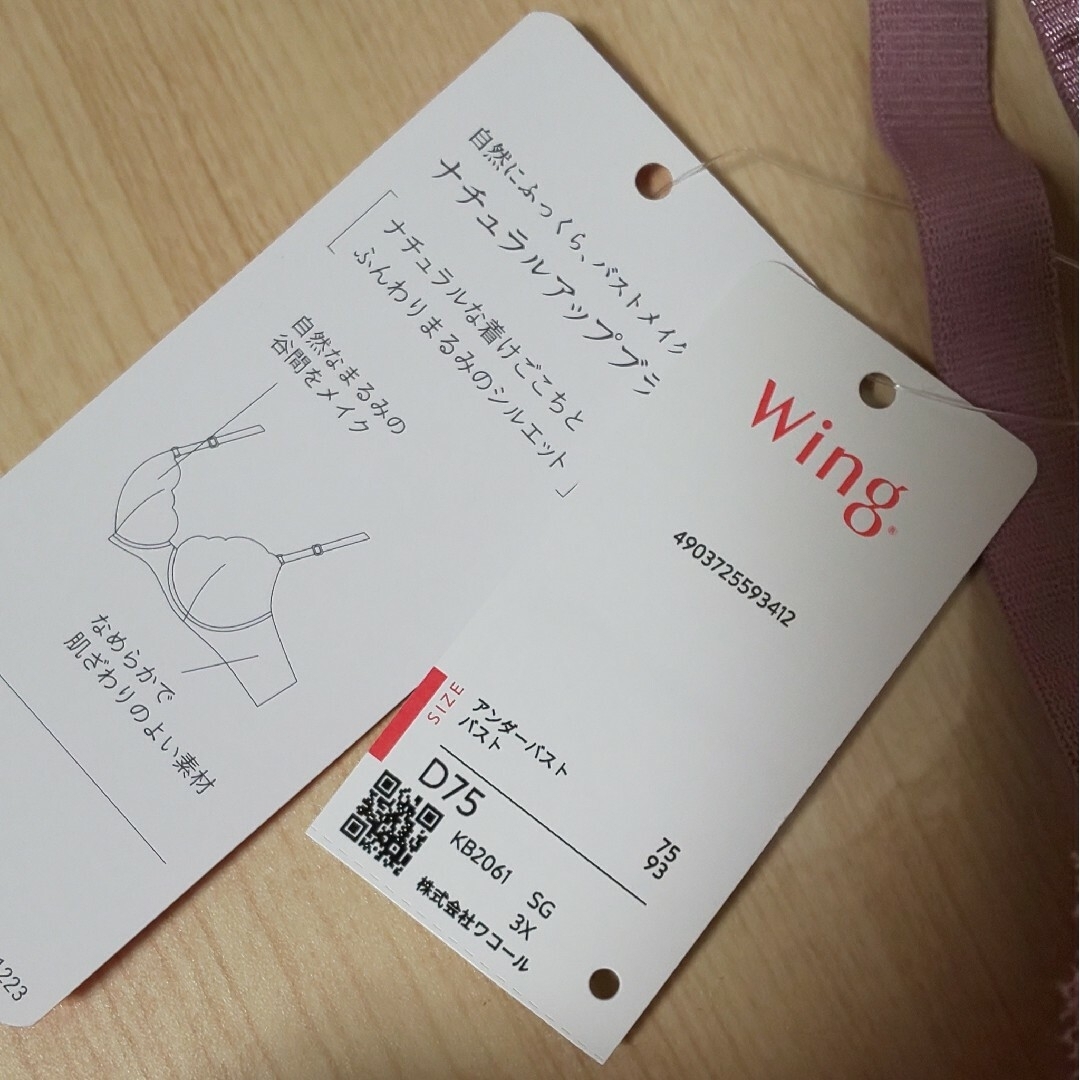 自然にふっくら、バストメイク
ナチュラルアップブラ
「ナチュラルな着けごこちと
ふんわりまるみのシルエット」
自然なまるみの
谷間をメイク
なめらかで
肌ざわりのよい素材
1223
Wing®
4903725593412
SIZE
アンダーバスト 75
バスト 93
D75
KB2061 SG
3X
株式会社ワコール